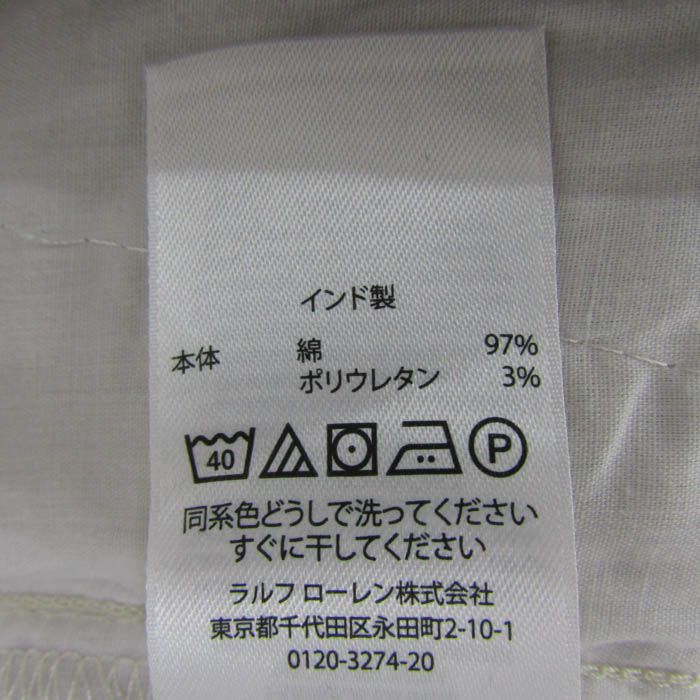 インド製
本体 綿 97%
ポリウレタン 3%
40 P
同系色どうしで洗ってください
すぐに干してください
ラルフ ローレン株式会社
東京都千代田区永田町2-10-1
0120-3274-20